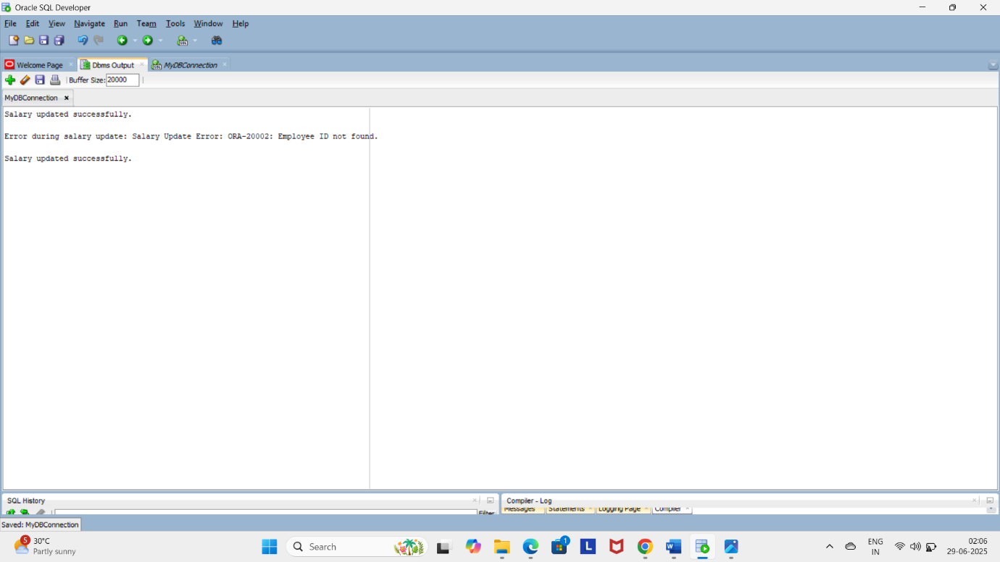 Oracle SQL Developer
File Edit View Navigate Run Team Tools Window Help
Welcome Page Dbms Output MyDBConnection
Buffer Size: 20000
MyDBConnection
Salary updated successfully.
Error during salary update: Salary Update Error: ORA-20002: Employee ID not found.
Salary updated successfully.
SQL History
Compiler - Log
Filter
Messages Statements Logging Page Compiler
Saved: MyDBConnection
5
30°C
Partly sunny
Search
1
ENG
IN
02:06
29-06-2025